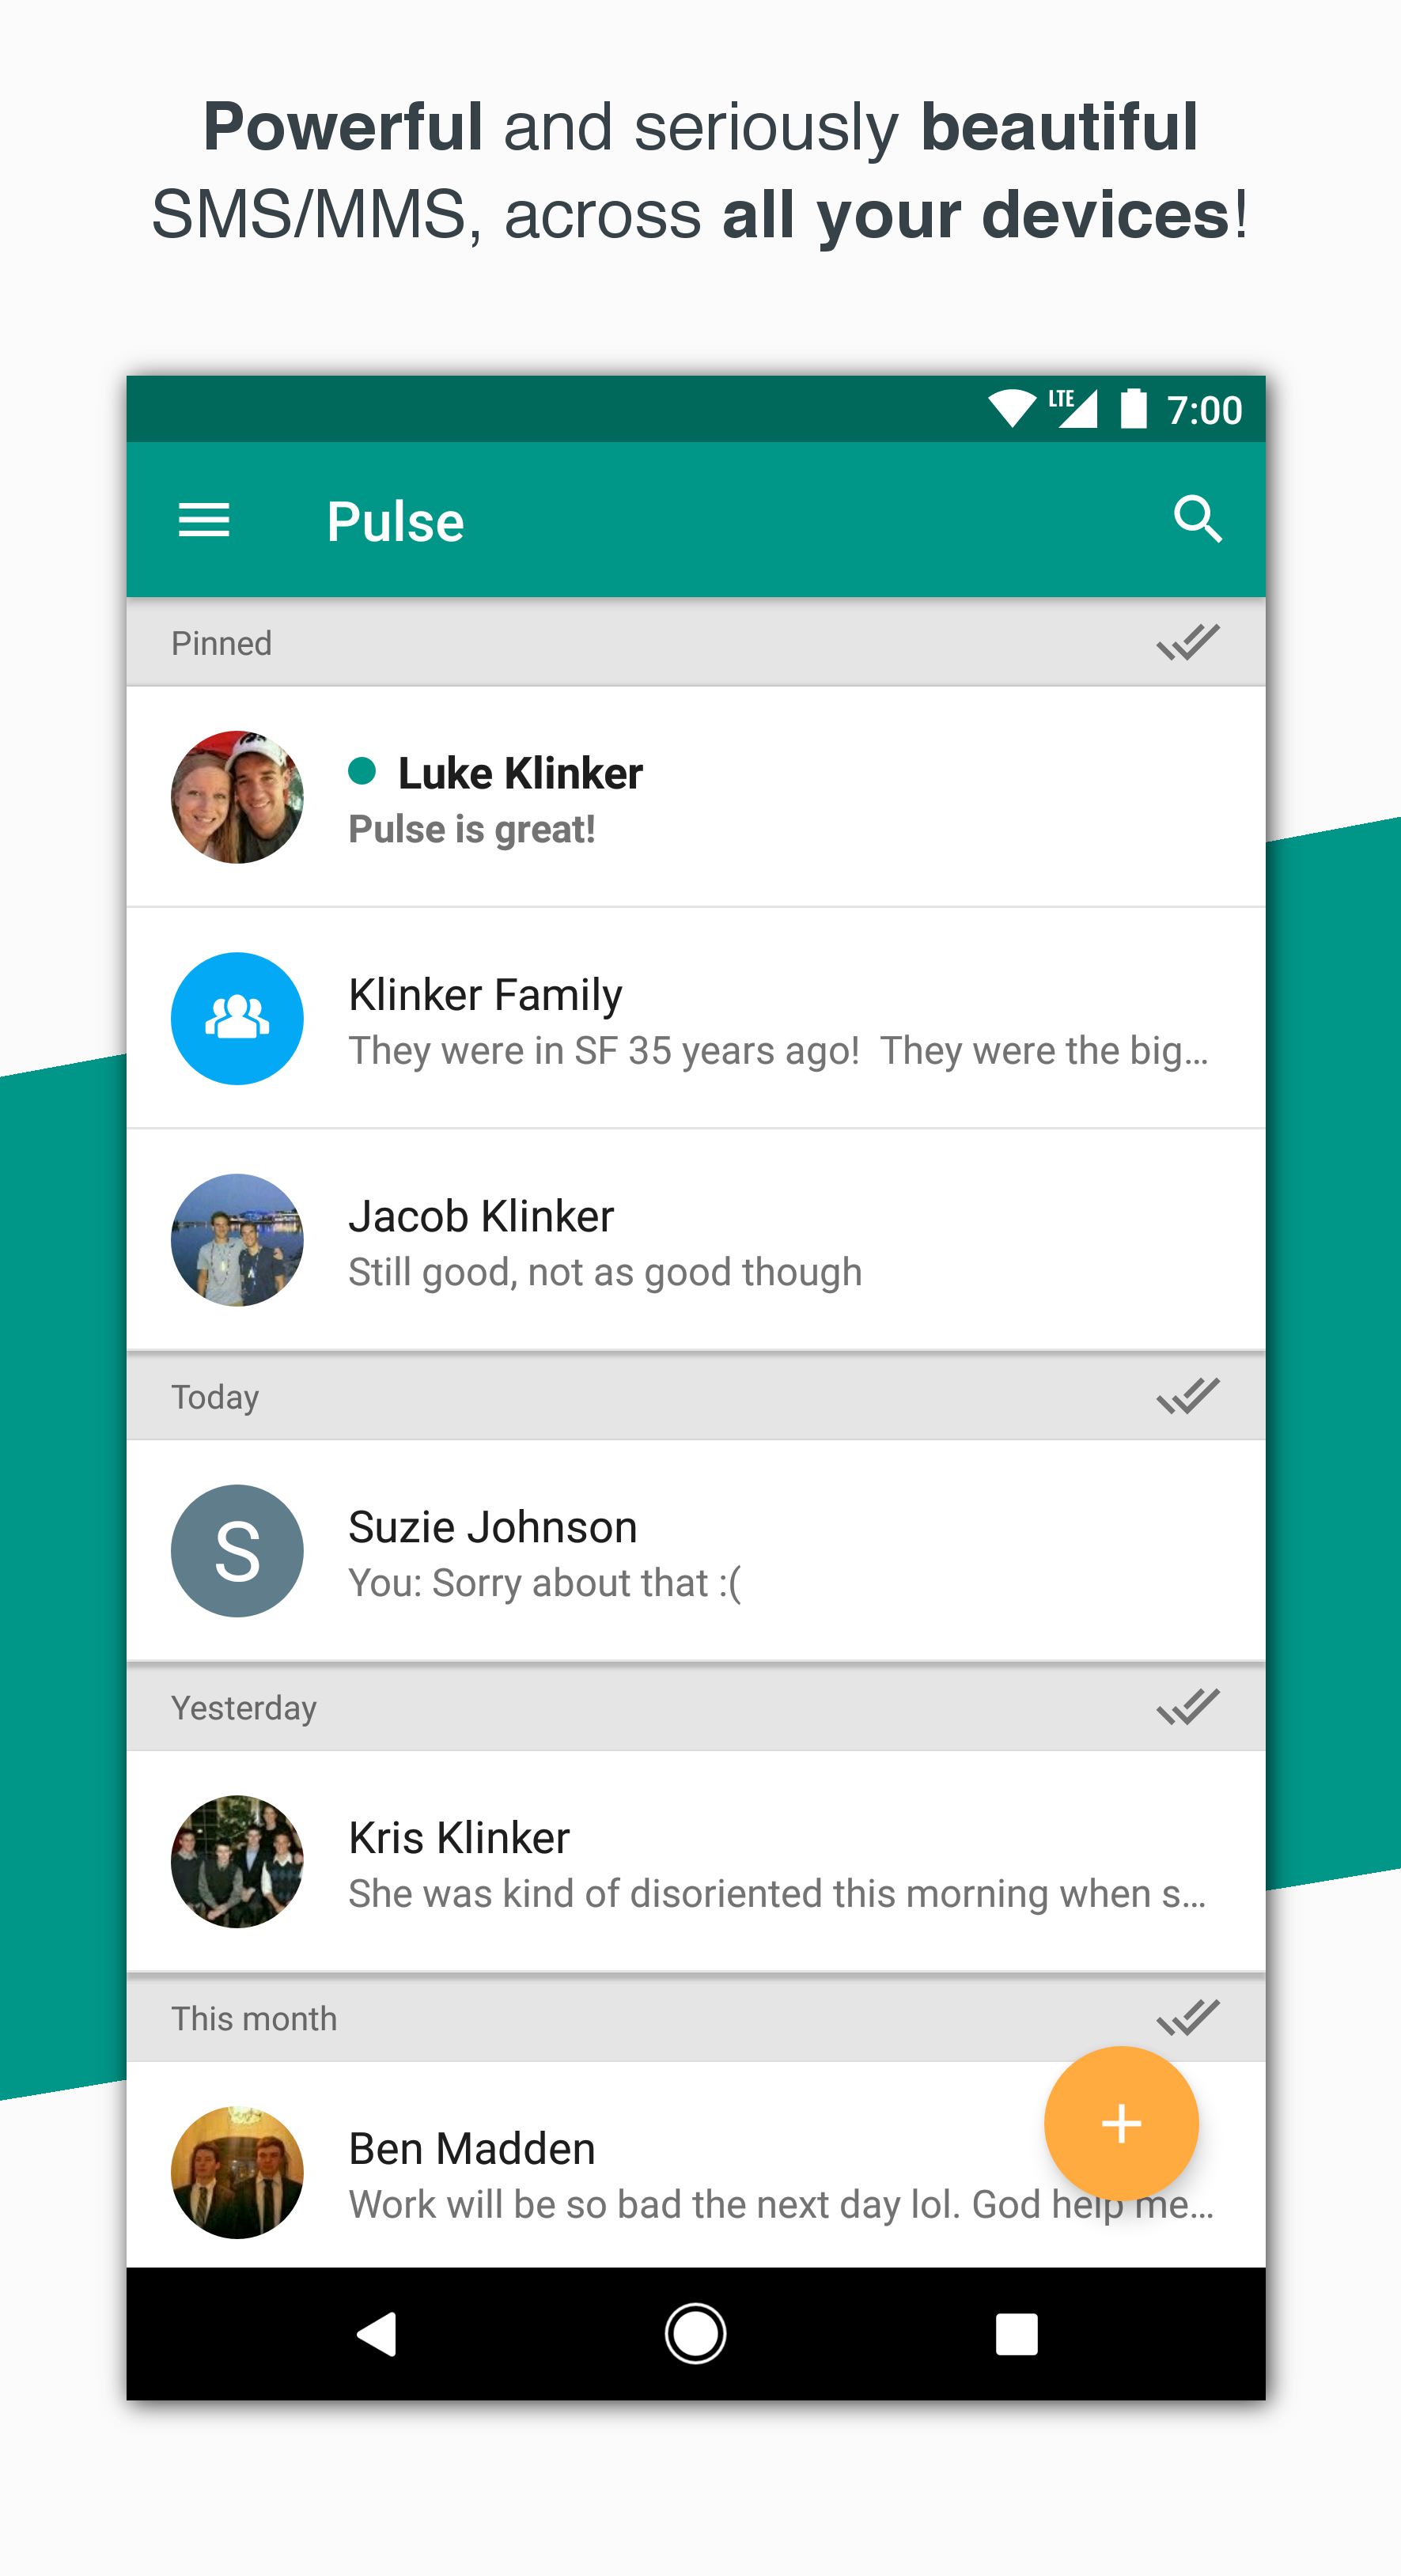 Powerful and seriously beautiful
SMS/MMS, across all your devices!
LTE 7:00
Pulse
Pinned
Luke Klinker
Pulse is great!
Klinker Family
They were in SF 35 years ago!  They were the big…
Jacob Klinker
Still good, not as good though
Today
S
Suzie Johnson
You: Sorry about that :(
Yesterday
Kris Klinker
She was kind of disoriented this morning when s…
This month
Ben Madden
Work will be so bad the next day lol. God help me…